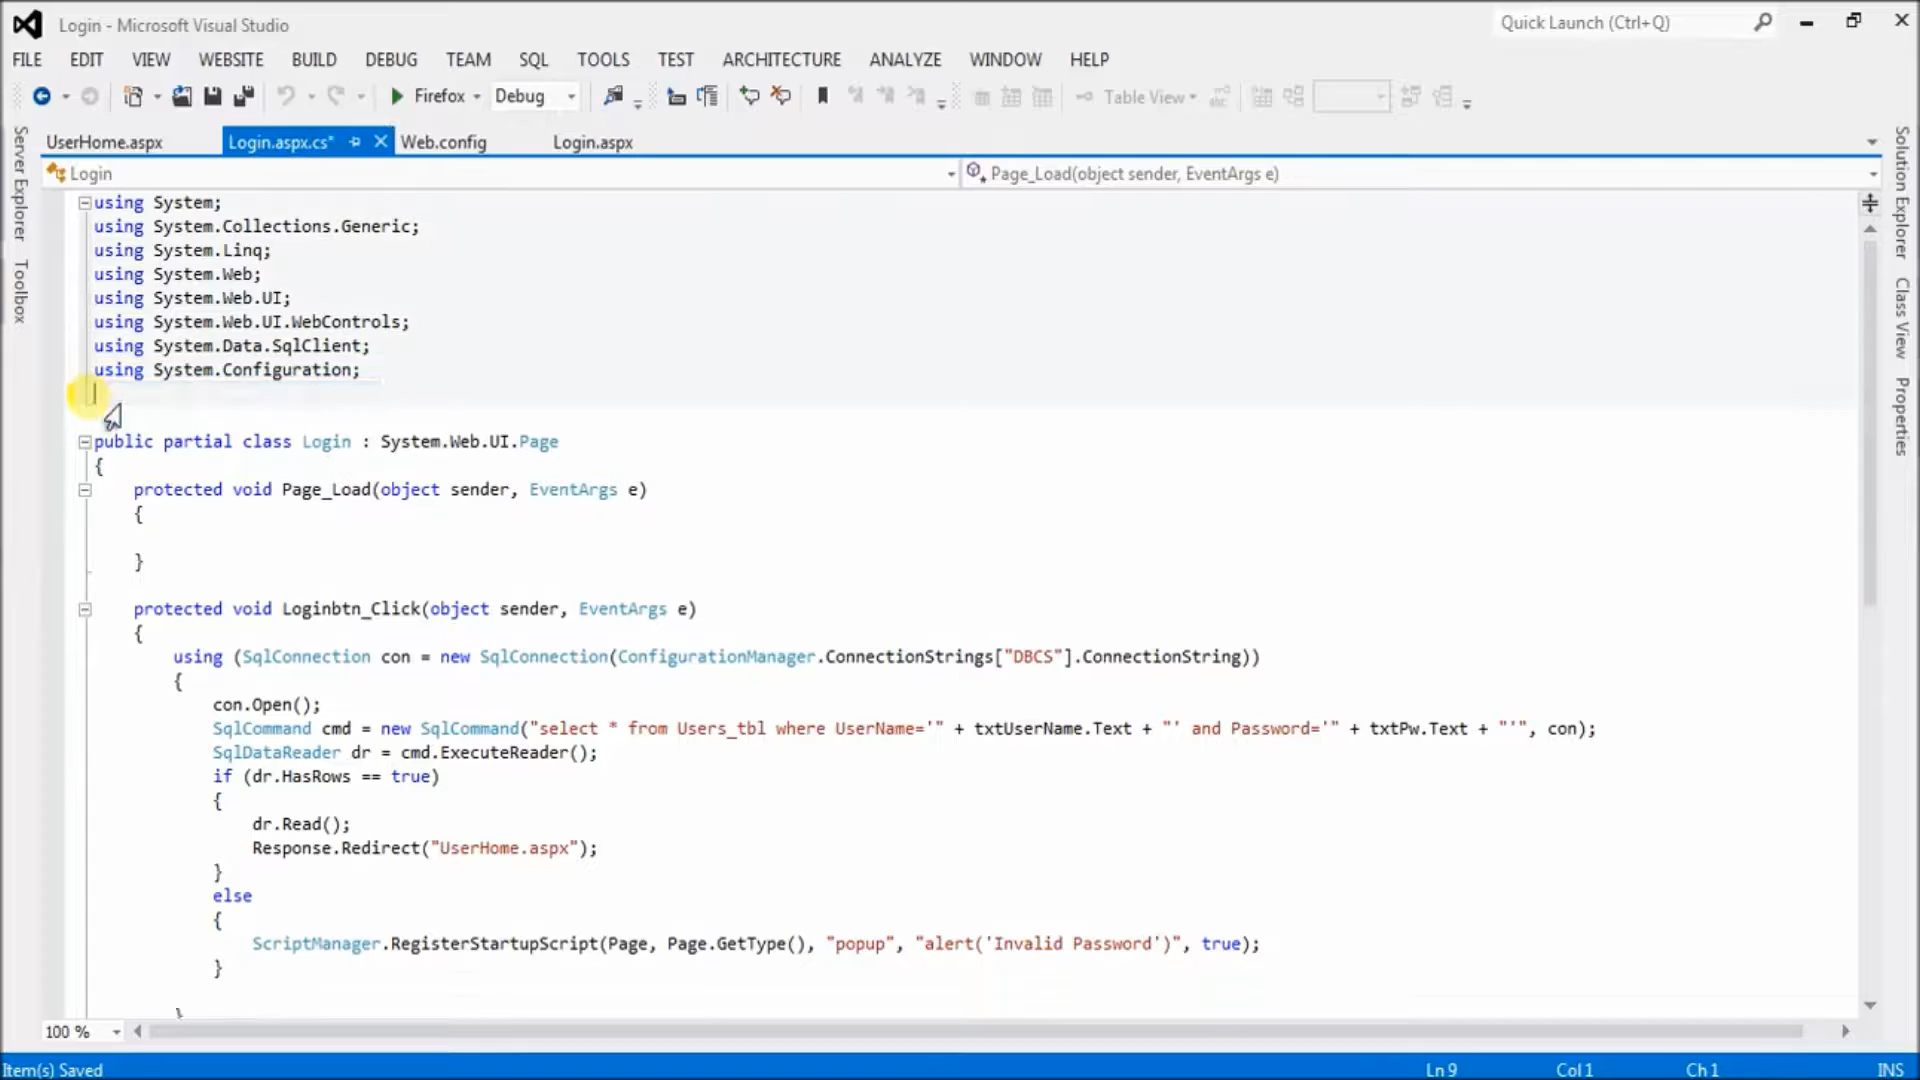 Login - Microsoft Visual Studio
Quick Launch (Ctrl+Q)
FILE EDIT VIEW WEBSITE BUILD DEBUG TEAM SQL TOOLS TEST ARCHITECTURE ANALYZE WINDOW HELP
Firefox Debug Table View
UserHome.aspx Login.aspx.cs* Web.config Login.aspx
Login Page_Load(object sender, EventArgs e)
Server Explorer
Toolbox
Solution Explorer
Class View
Properties
using System;
using System.Collections.Generic;
using System.Linq;
using System.Web;
using System.Web.UI;
using System.Web.UI.WebControls;
using System.Data.SqlClient;
using System.Configuration;
public partial class Login : System.Web.UI.Page
{
protected void Page_Load(object sender, EventArgs e)
{
}
protected void Loginbtn_Click(object sender, EventArgs e)
{
using (SqlConnection con = new SqlConnection(ConfigurationManager.ConnectionStrings["DBCS"].ConnectionString))
{
con.Open();
SqlCommand cmd = new SqlCommand("select * from Users_tbl where UserName='" + txtUserName.Text + "' and Password='" + txtPw.Text + "'", con);
SqlDataReader dr = cmd.ExecuteReader();
if (dr.HasRows == true)
{
dr.Read();
Response.Redirect("UserHome.aspx");
}
else
{
ScriptManager.RegisterStartupScript(Page, Page.GetType(), "popup", "alert('Invalid Password')", true);
}
}
100 %
Item(s) Saved Ln 9 Col 1 Ch 1 INS